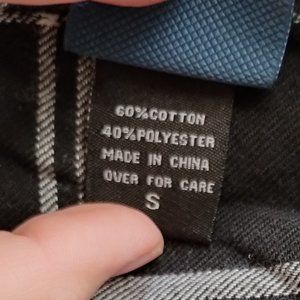 60%COTTON
40%POLYESTER
MADE IN CHINA
OVER FOR CARE
S